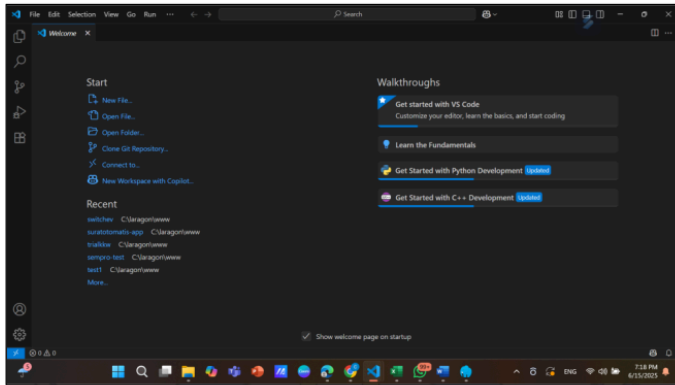 File Edit Selection View Go Run ...
Search
Welcome
Start
New File...
Open File...
Open Folder...
Clone Git Repository...
Connect to...
New Workspace with Copilot...
Recent
switchev C:\laragon\www
suratotomatis-app C:\laragon\www
trialtkw C:\laragon\www
sempro-test C:\laragon\www
test1 C:\laragon\www
More...
Walkthroughs
Get started with VS Code
Customize your editor, learn the basics, and start coding
Learn the Fundamentals
Get Started with Python Development Updated
Get Started with C++ Development Updated
Show welcome page on startup
0 0
99+
ENG
7:18 PM
6/15/2025